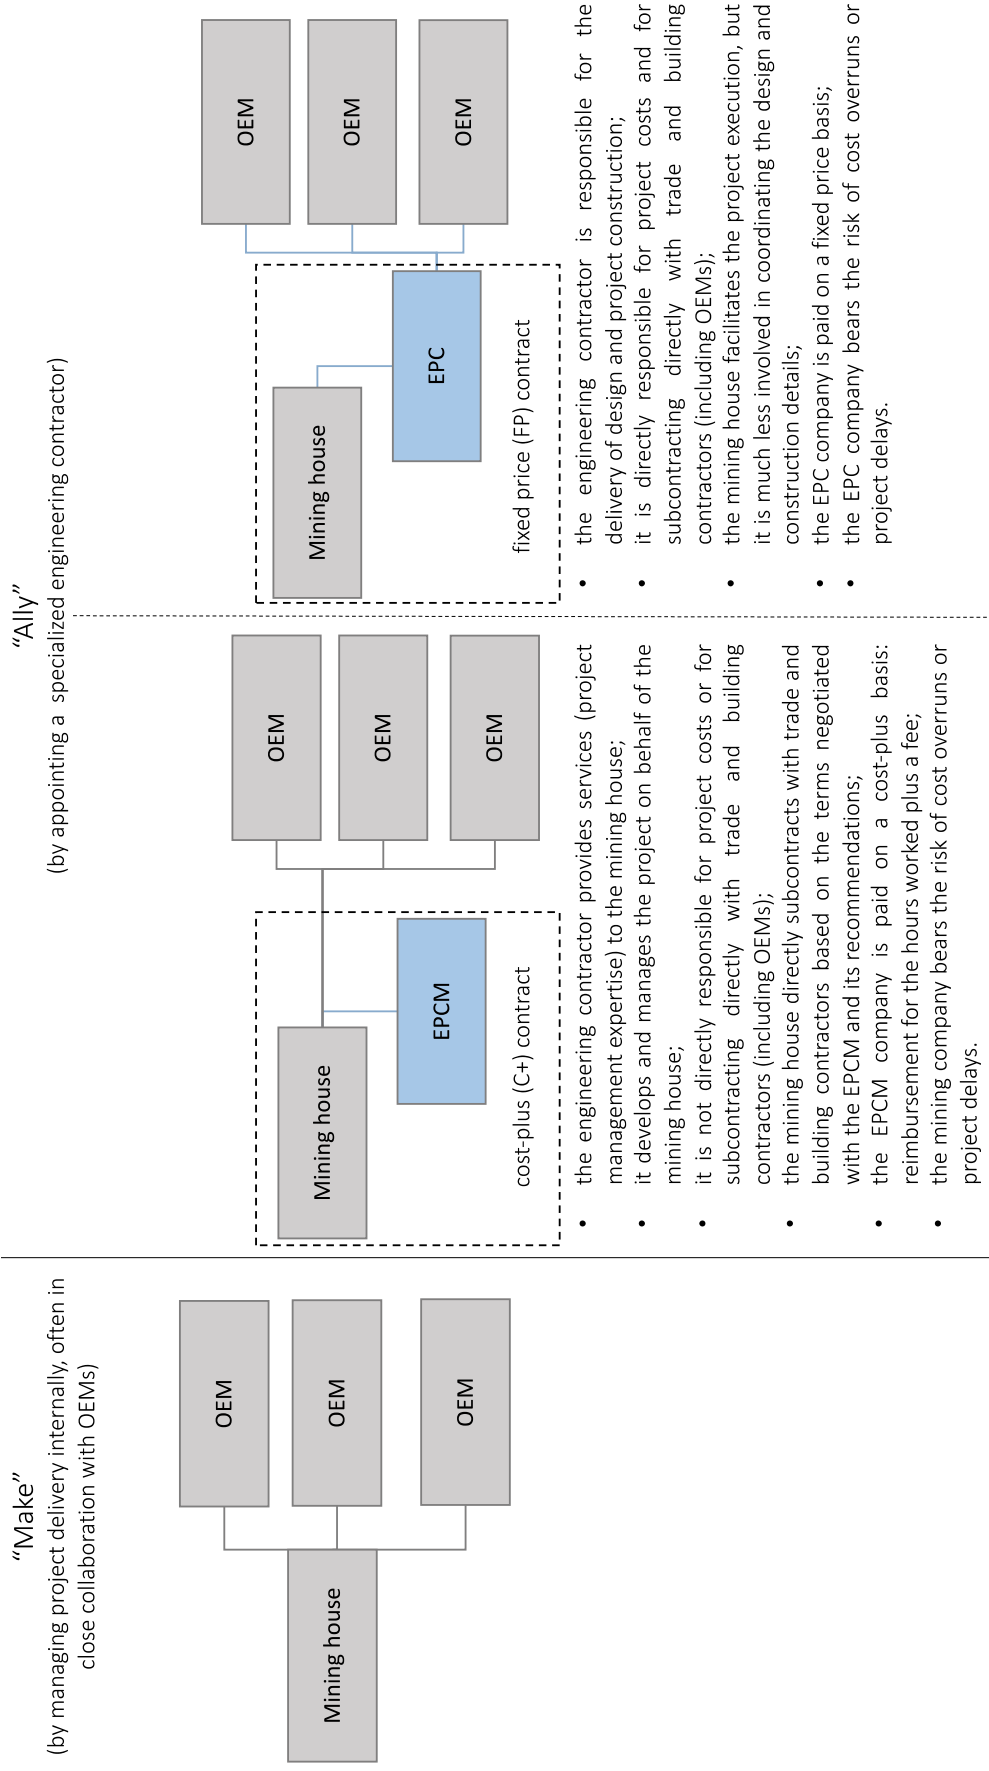 “Make”
(by managing project delivery internally, often in
close collaboration with OEMs)
Mining house
OEM
OEM
OEM
“Ally”
(by appointing a specialized engineering contractor)
Mining house
EPCM
OEM
OEM
OEM
cost-plus (C+) contract
• the engineering contractor provides services (project
management expertise) to the mining house;
• it develops and manages the project on behalf of the
mining house;
• it is not directly responsible for project costs or for
subcontracting directly with trade and building
contractors (including OEMs);
• the mining house directly subcontracts with trade and
building contractors based on the terms negotiated
with the EPCM and its recommendations;
• the EPCM company is paid on a cost-plus basis:
reimbursement for the hours worked plus a fee;
• the mining company bears the risk of cost overruns or
project delays.
Mining house
EPC
OEM
OEM
OEM
fixed price (FP) contract
• the engineering contractor is responsible for the
delivery of design and project construction;
• it is directly responsible for project costs and for
subcontracting directly with trade and building
contractors (including OEMs);
• the mining house facilitates the project execution, but
it is much less involved in coordinating the design and
construction details;
• the EPC company is paid on a fixed price basis;
• the EPC company bears the risk of cost overruns or
project delays.